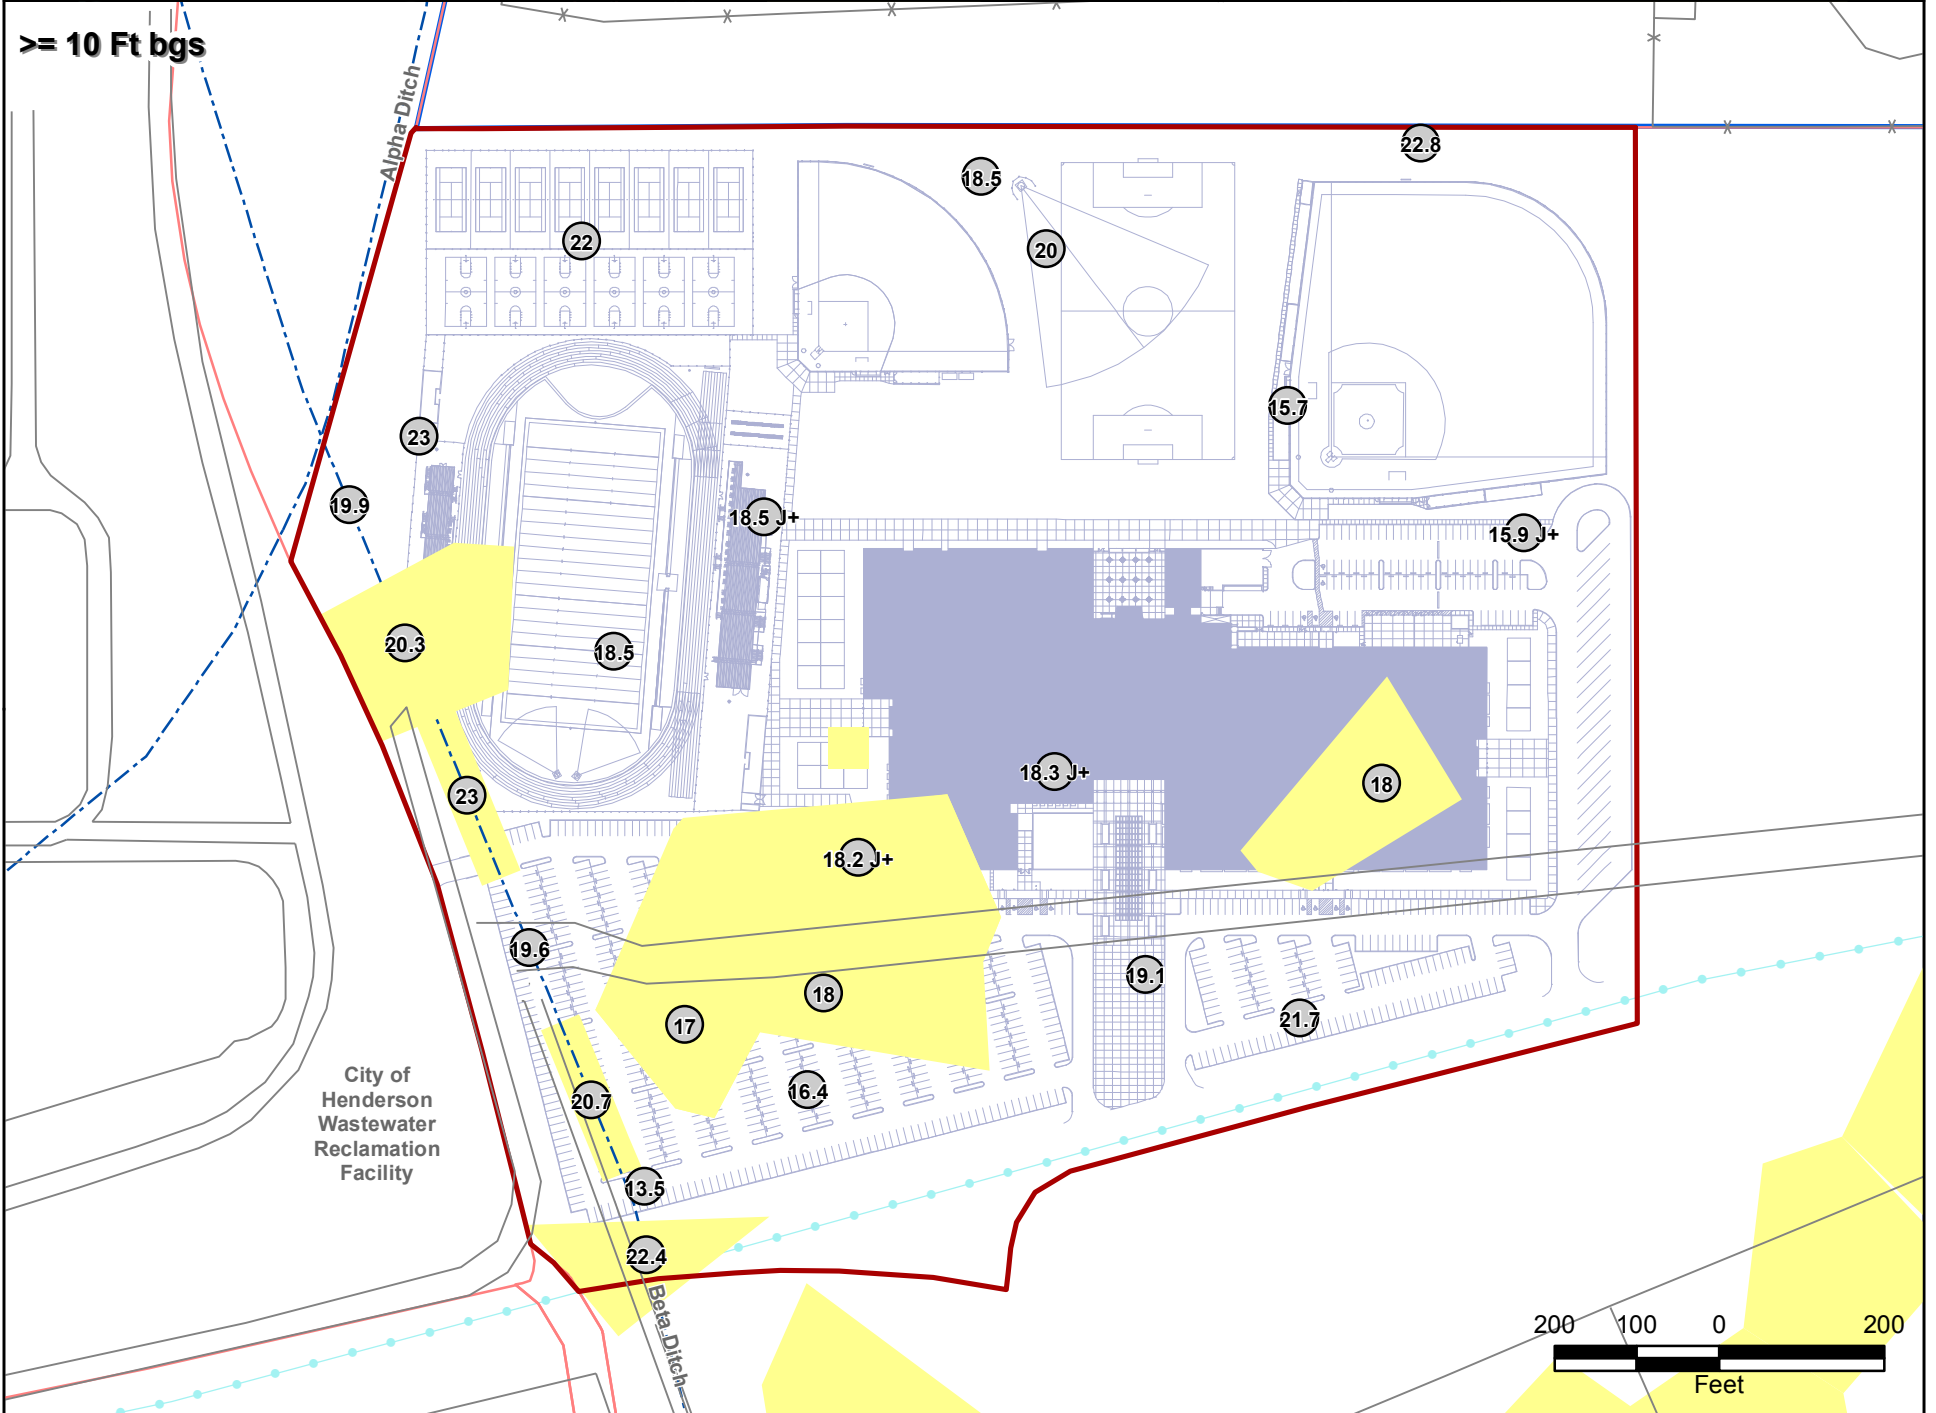 >= 10 Ft bgs
Alpha Ditch
22.8
18.5
22
20
15.7
23
19.9
18.5 J+
15.9 J+
20.3
18.5
18.3 J+
18
23
18.2 J+
19.6
19.1
18
17
21.7
16.4
20.7
City of
Henderson
Wastewater
Reclamation
Facility
13.5
22.4
Beta Ditch
200 100 0 200
Feet